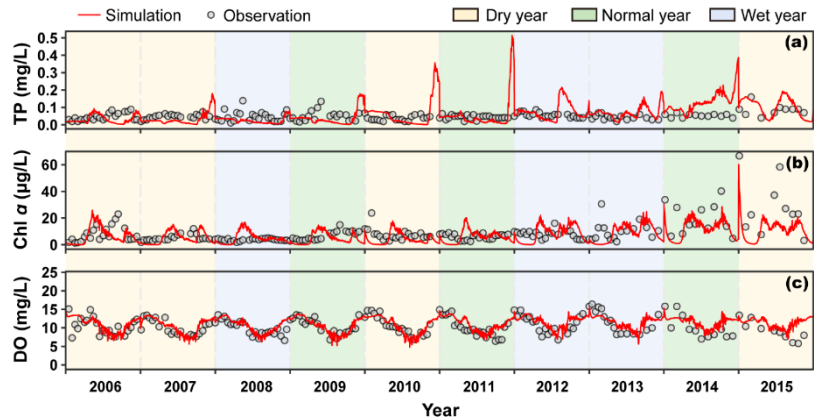 Simulation Observation Dry year Normal year Wet year
(a)
TP (mg/L)
0.5
0.4
0.3
0.2
0.1
0.0
(b)
Chl a (μg/L)
60
40
20
0
(c)
DO (mg/L)
25
20
15
10
5
0
2006 2007 2008 2009 2010 2011 2012 2013 2014 2015
Year